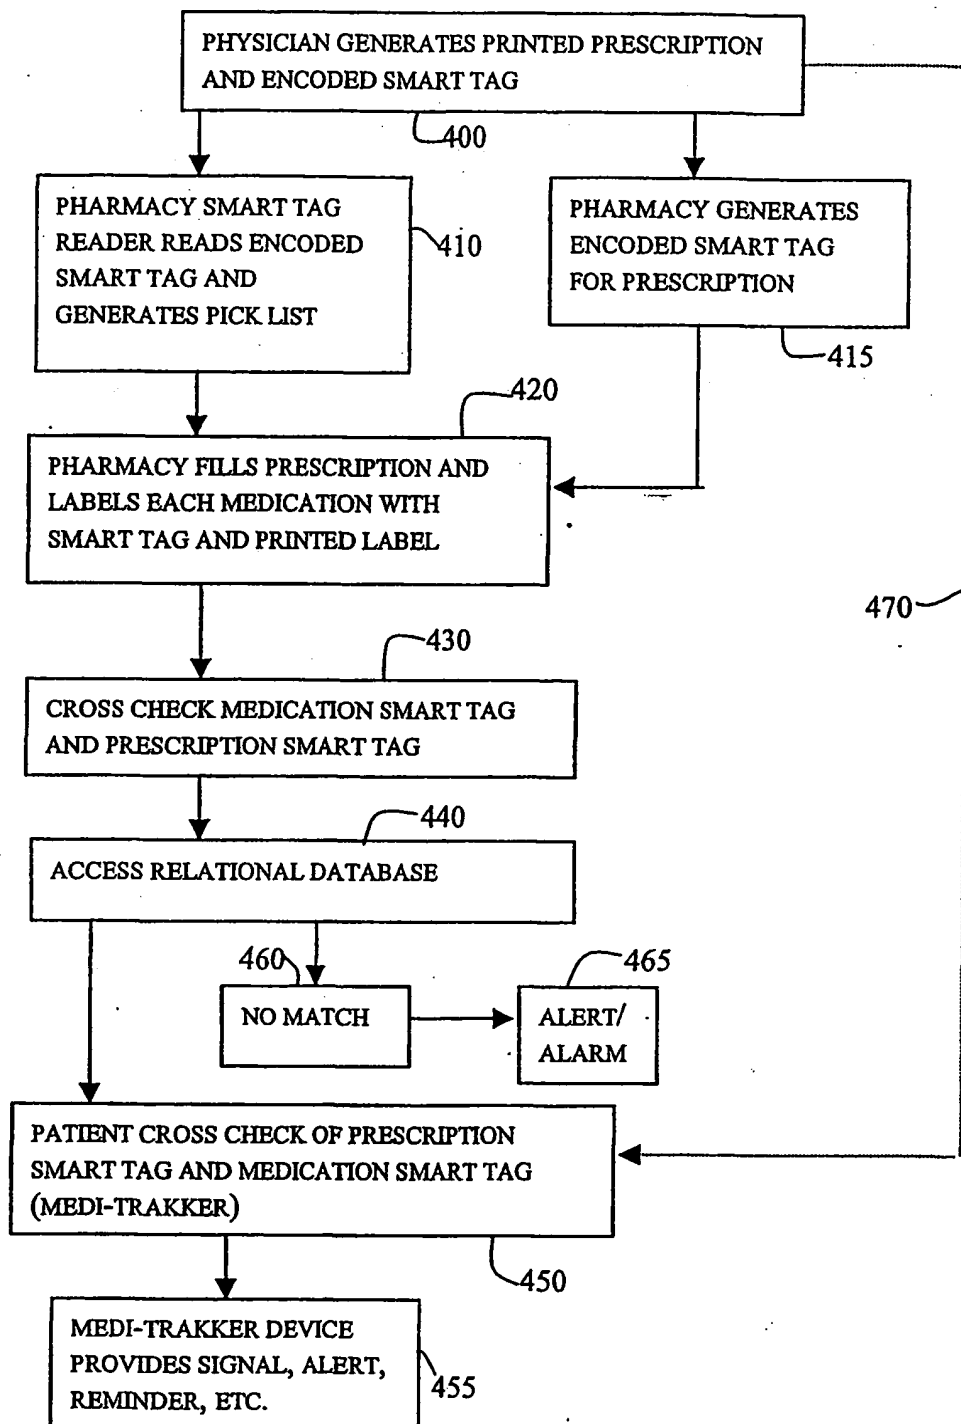 PHYSICIAN GENERATES PRINTED PRESCRIPTION
AND ENCODED SMART TAG
400
PHARMACY SMART TAG
READER READS ENCODED
SMART TAG AND
GENERATES PICK LIST
410
PHARMACY GENERATES
ENCODED SMART TAG
FOR PRESCRIPTION
415
420
PHARMACY FILLS PRESCRIPTION AND
LABELS EACH MEDICATION WITH
SMART TAG AND PRINTED LABEL
470
430
CROSS CHECK MEDICATION SMART TAG
AND PRESCRIPTION SMART TAG
440
ACCESS RELATIONAL DATABASE
460
NO MATCH
465
ALERT/
ALARM
PATIENT CROSS CHECK OF PRESCRIPTION
SMART TAG AND MEDICATION SMART TAG
(MEDI-TRAKKER)
450
MEDI-TRAKKER DEVICE
PROVIDES SIGNAL, ALERT,
REMINDER, ETC.
455